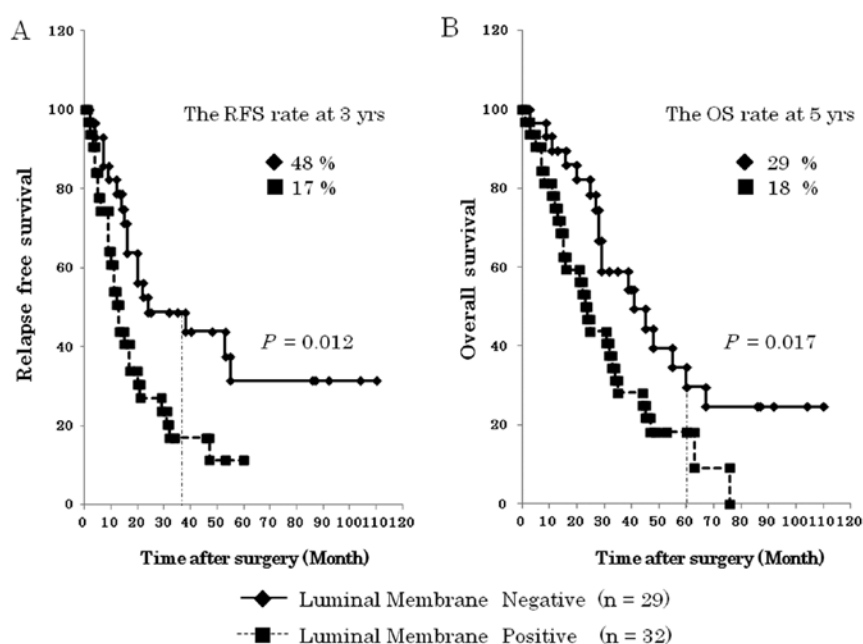 A
Relapse free survival
120
100
80
60
40
20
0
The RFS rate at 3 yrs
48 %
17 %
P = 0.012
0 10 20 30 40 50 60 70 80 90 100 110 120
Time after surgery (Month)
B
Overall survival
120
100
80
60
40
20
0
The OS rate at 5 yrs
29 %
18 %
P = 0.017
0 10 20 30 40 50 60 70 80 90 100 110 120
Time after surgery (Month)
Luminal Membrane Negative (n = 29)
Luminal Membrane Positive (n = 32)